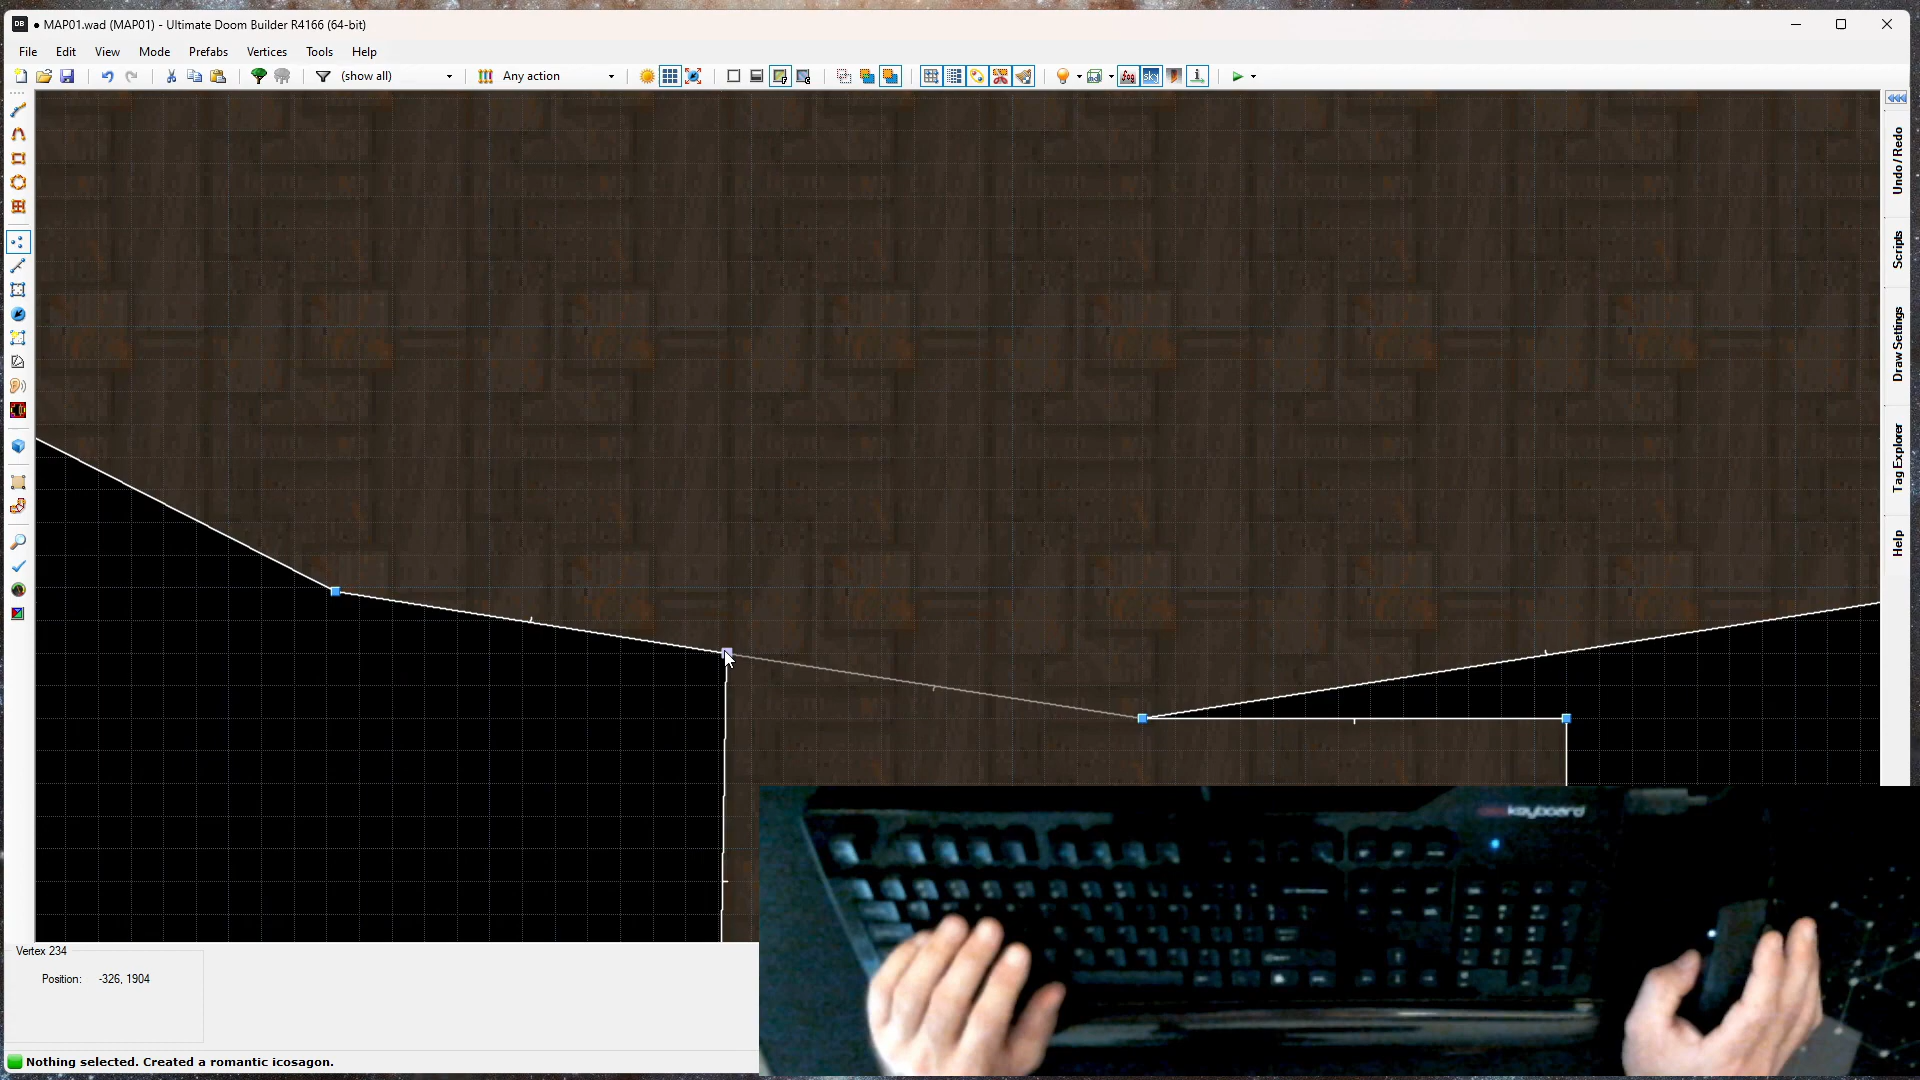 DB ● MAP01.wad (MAP01) - Ultimate Doom Builder R4166 (64-bit)
File Edit View Mode Prefabs Vertices Tools Help
(show all) Any action
Undo / Redo
Scripts
Draw Settings
Tag Explorer
Help
keyboard
Vertex 234
Position: -326, 1904
Nothing selected. Created a romantic icosagon.